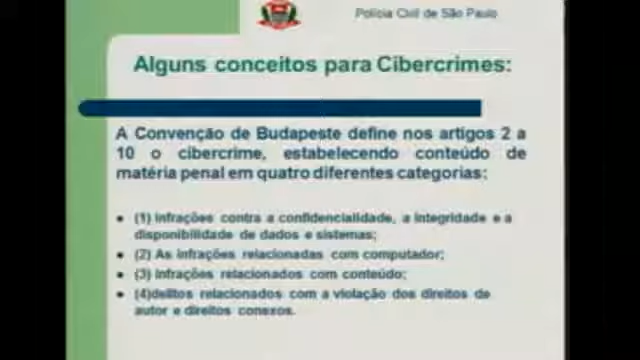 Polícia Civil de São Paulo
Alguns conceitos para Cibercrimes:
A Convenção de Budapeste define nos artigos 2 a
10 o cibercrime, estabelecendo conteúdo de
matéria penal em quatro diferentes categorias:
• (1) Infrações contra a confidencialidade, a integridade e a
disponibilidade de dados e sistemas;
• (2) As infrações relacionadas com computador;
• (3) infrações relacionados com conteúdo;
• (4)delitos relacionados com a violação dos direitos de
autor e direitos conexos.